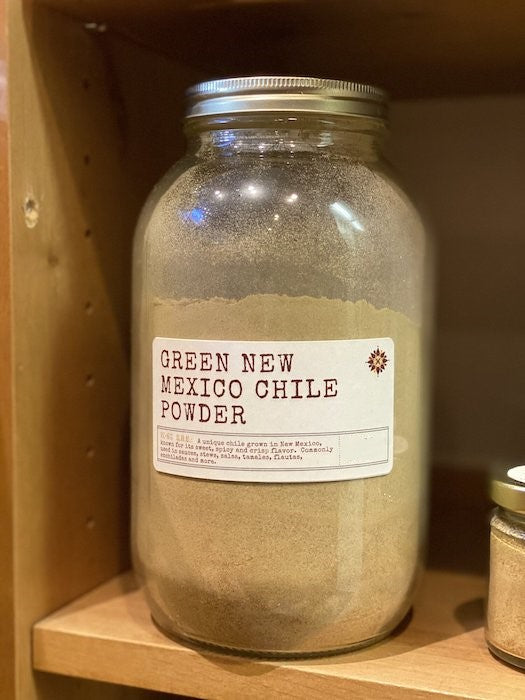 GREEN NEW
MEXICO CHILE
POWDER
A unique chile grown in New Mexico,
known for its sweet, spicy and crisp flavor. Commonly
used in sauces, stews, salsa, tamales, flautas,
enchiladas and more.